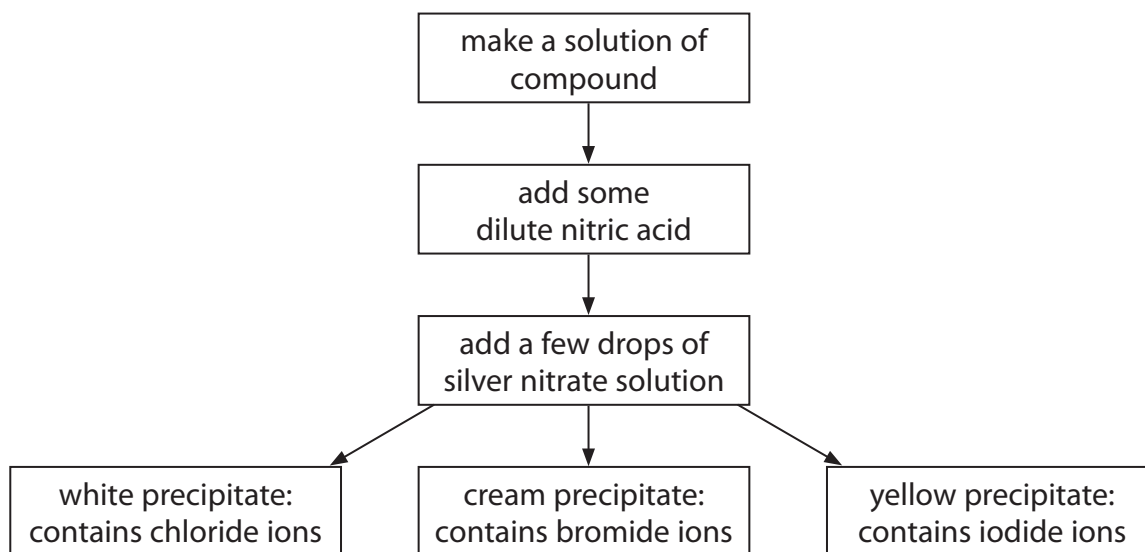 make a solution of
compound
add some
dilute nitric acid
add a few drops of
silver nitrate solution
white precipitate:
contains chloride ions
cream precipitate:
contains bromide ions
yellow precipitate:
contains iodide ions